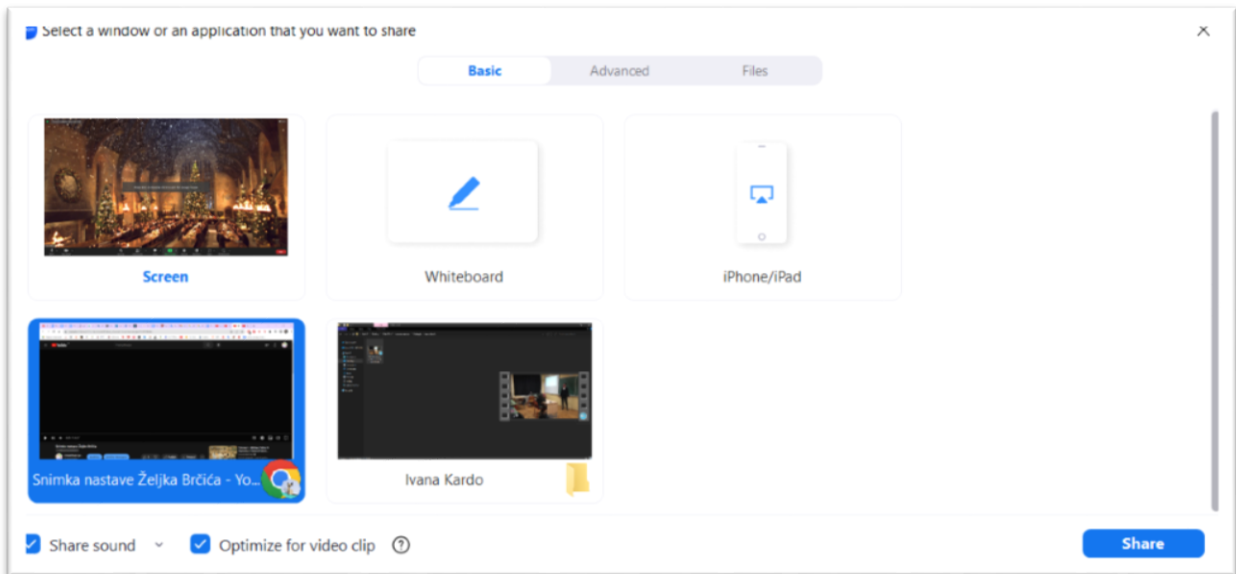 Select a window or an application that you want to share
Basic Advanced Files
Screen Whiteboard iPhone/iPad
Snimka nastave Željka Brčića - Yo... Ivana Kardo
Share sound Optimize for video clip ?
Share